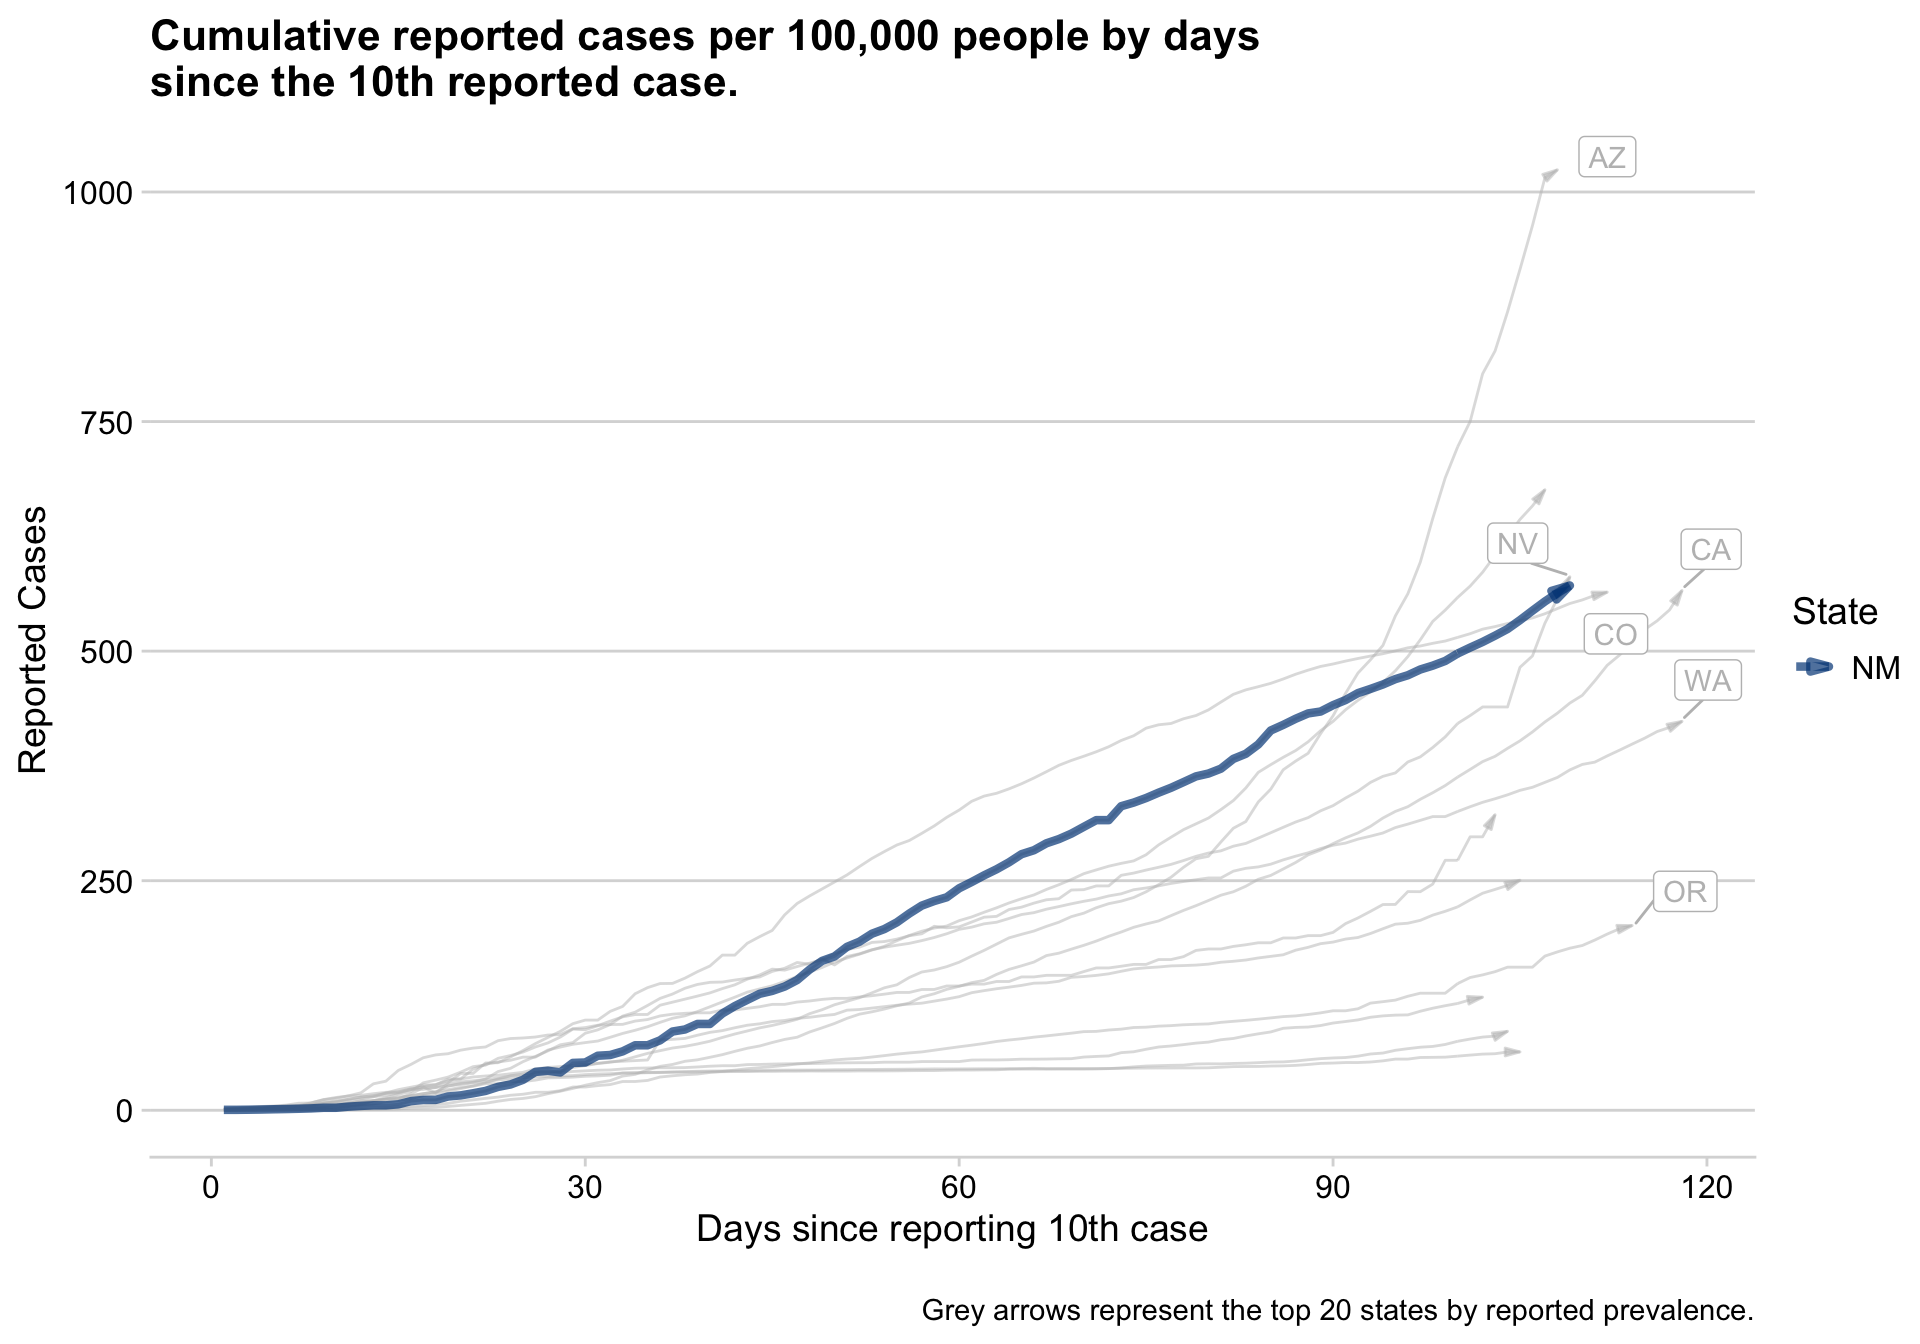 Cumulative reported cases per 100,000 people by days
since the 10th reported case.
Reported Cases
1000
750
500
250
0
AZ
NV
CA
CO
WA
OR
State
NM
0 30 60 90 120
Days since reporting 10th case
Grey arrows represent the top 20 states by reported prevalence.